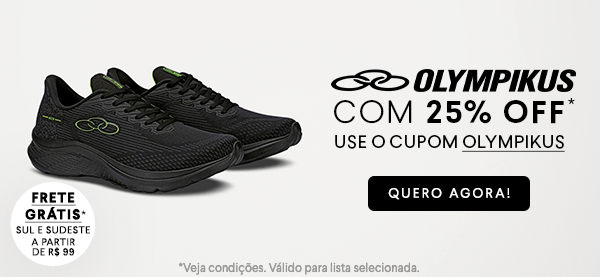 OLYMPIKUS
COM 25% OFF*
USE O CUPOM OLYMPIKUS
QUERO AGORA!
FRETE
GRÁTIS*
SUL E SUDESTE
A PARTIR
DE R$ 99
*Veja condições. Válido para lista selecionada.